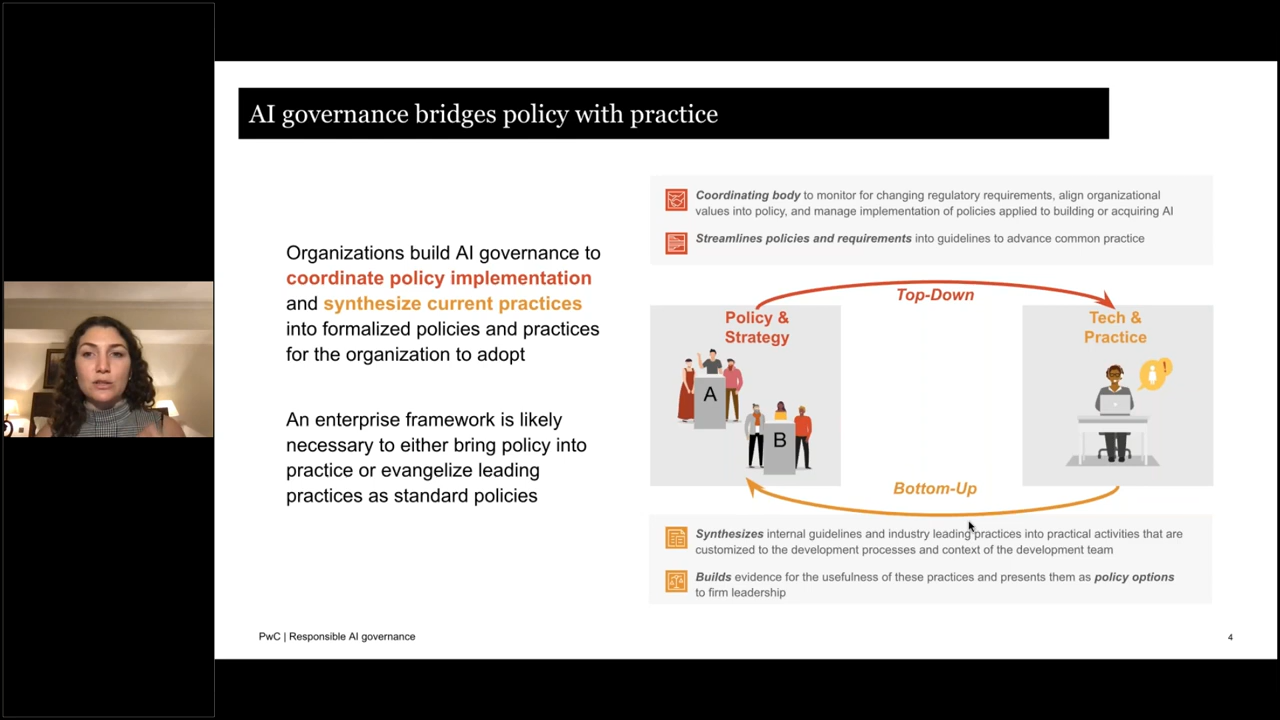 AI governance bridges policy with practice
Organizations build AI governance to
coordinate policy implementation
and synthesize current practices
into formalized policies and practices
for the organization to adopt
An enterprise framework is likely
necessary to either bring policy into
practice or evangelize leading
practices as standard policies
Coordinating body to monitor for changing regulatory requirements, align organizational
values into policy, and manage implementation of policies applied to building or acquiring AI
Streamlines policies and requirements into guidelines to advance common practice
Top-Down
Policy &
Strategy
A
B
Tech &
Practice
!
Bottom-Up
Synthesizes internal guidelines and industry leading practices into practical activities that are
customized to the development processes and context of the development team
Builds evidence for the usefulness of these practices and presents them as policy options
to firm leadership
PwC | Responsible AI governance
4